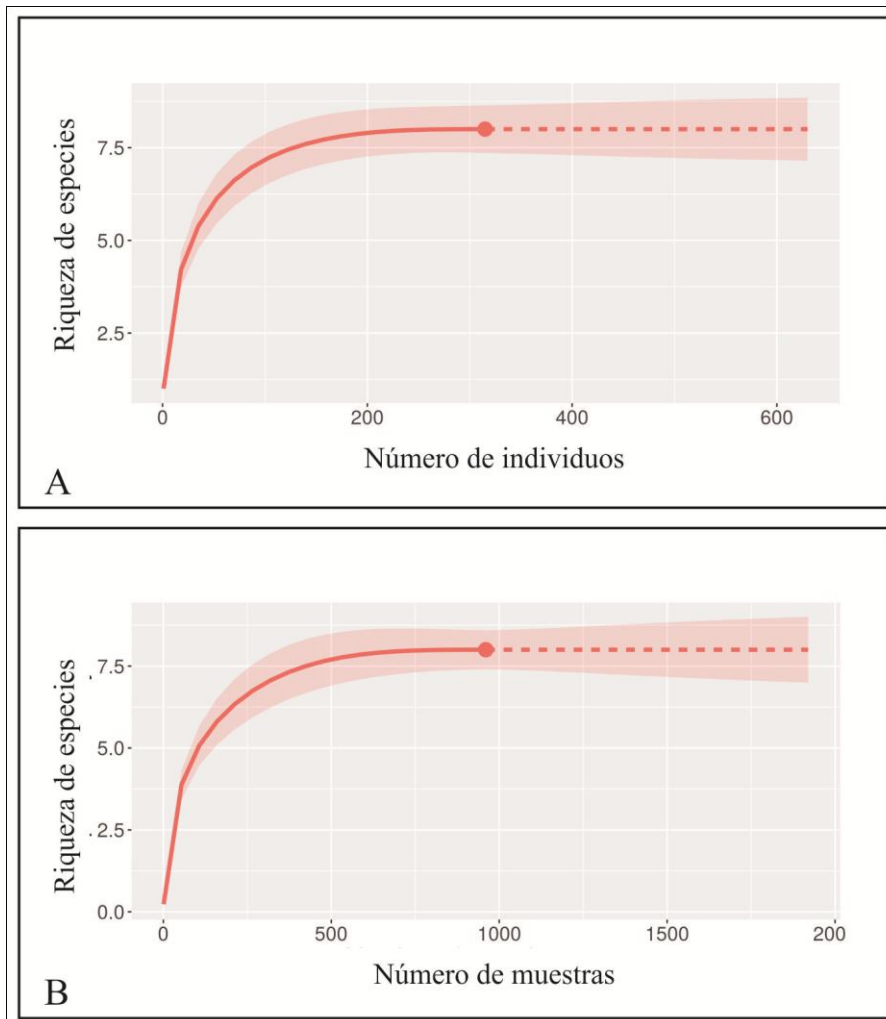 Riqueza de especies
7.5
5.0
2.5
0
200
400
600
Número de individuos
A
Riqueza de especies
7.5
5.0
2.5
0.0
0
500
1000
1500
200
Número de muestras
B